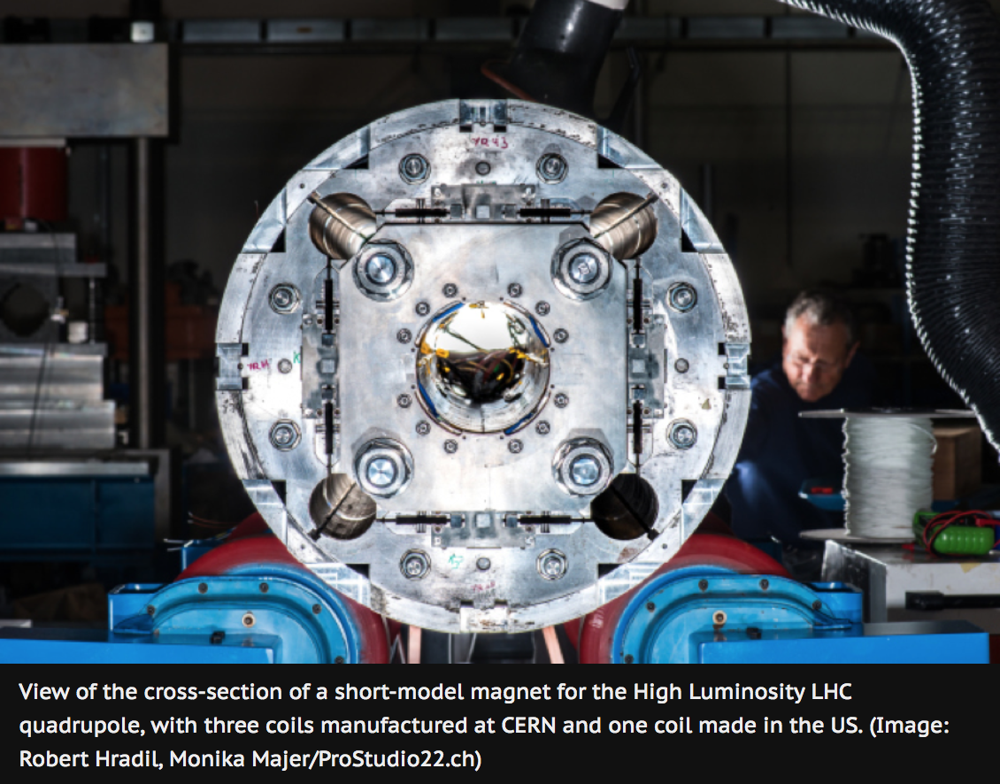 View of the cross-section of a short-model magnet for the High Luminosity LHC
quadrupole, with three coils manufactured at CERN and one coil made in the US. (Image:
Robert Hradil, Monika Majer/ProStudio22.ch)